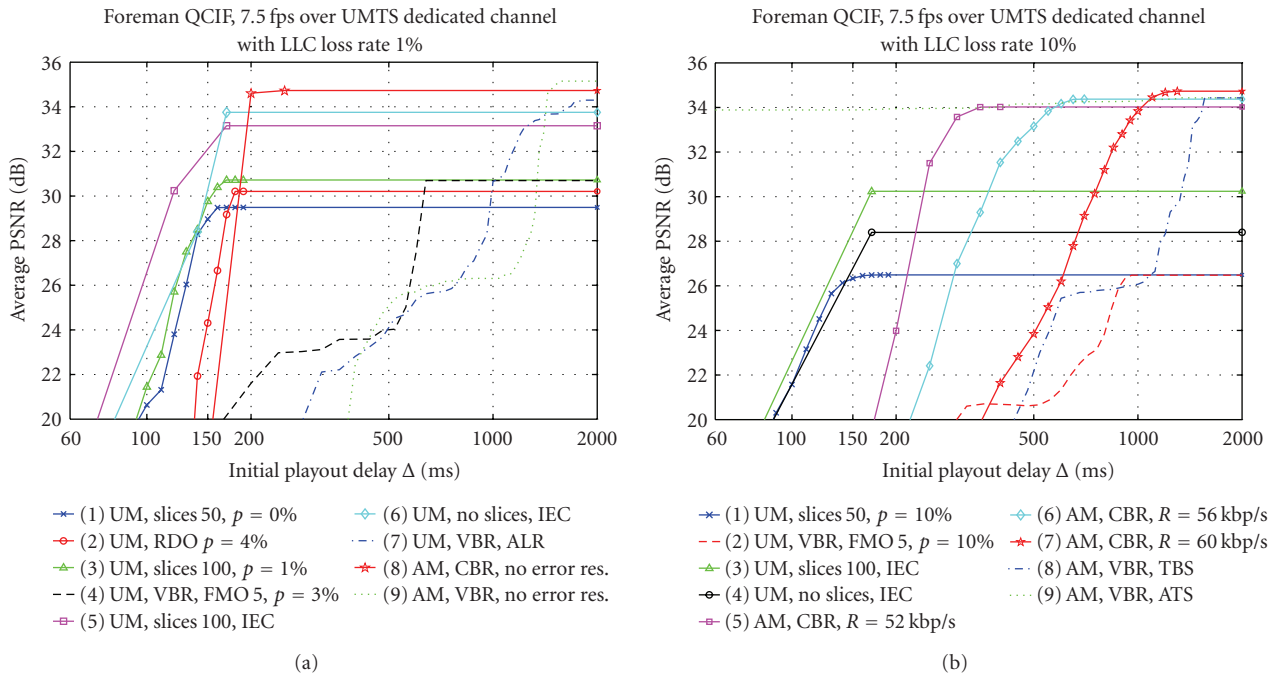 Foreman QCIF, 7.5 fps over UMTS dedicated channel
with LLC loss rate 1%
36
34
32
30
28
26
24
22
20
Average PSNR (dB)
60 100 150 200 500 1000 2000
Initial playout delay Δ (ms)
(1) UM, slices 50, p = 0%
(2) UM, RDO p = 4%
(3) UM, slices 100, p = 1%
(4) UM, VBR, FMO 5, p = 3%
(5) UM, slices 100, IEC
(6) UM, no slices, IEC
(7) UM, VBR, ALR
(8) AM, CBR, no error res.
(9) AM, VBR, no error res.
(a)
Foreman QCIF, 7.5 fps over UMTS dedicated channel
with LLC loss rate 10%
36
34
32
30
28
26
24
22
20
Average PSNR (dB)
60 100 150 200 500 1000 2000
Initial playout delay Δ (ms)
(1) UM, slices 50, p = 10%
(2) UM, VBR, FMO 5, p = 10%
(3) UM, slices 100, IEC
(4) UM, no slices, IEC
(5) AM, CBR, R = 52 kbp/s
(6) AM, CBR, R = 56 kbp/s
(7) AM, CBR, R = 60 kbp/s
(8) AM, VBR, TBS
(9) AM, VBR, ATS
(b)